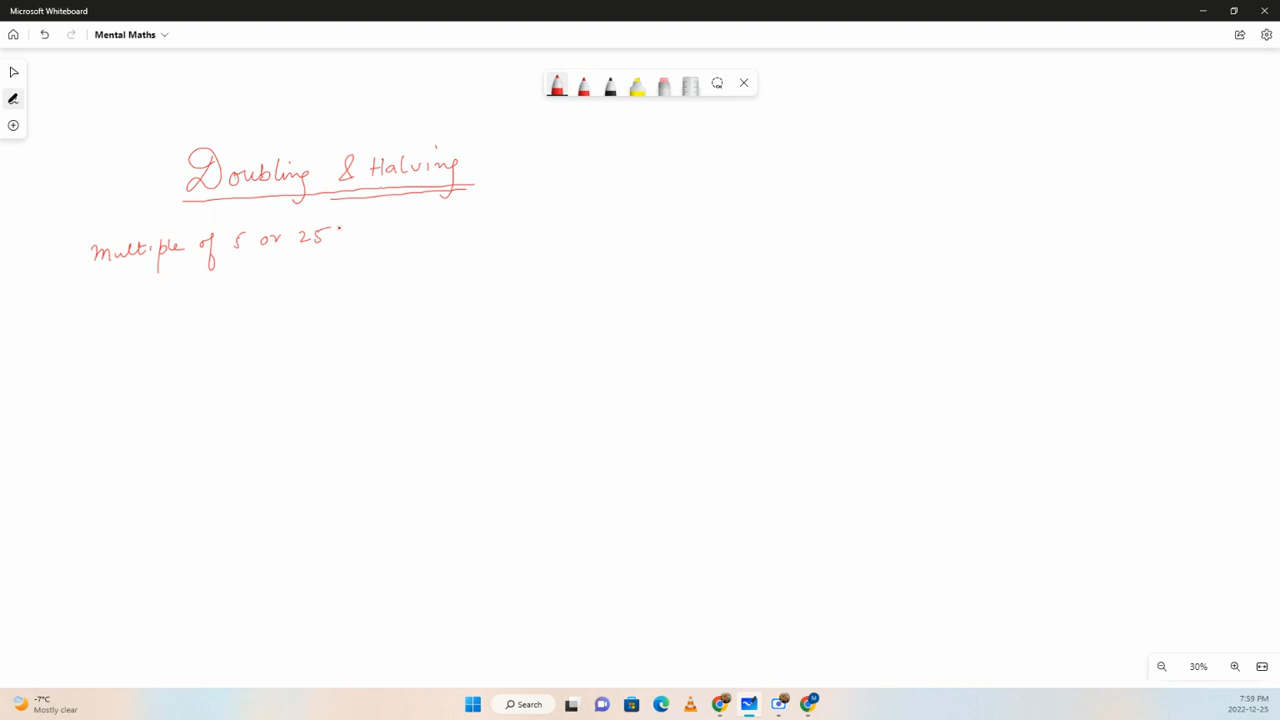 Microsoft Whiteboard
Mental Maths
Doubling & Halving
Multiple of 5 or 25
30%
-7°C
Mostly clear
Search
7:59 PM
2022-12-25